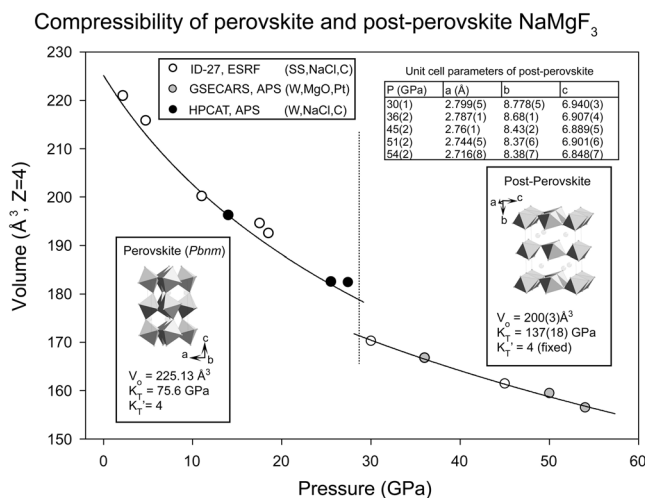 Compressibility of perovskite and post-perovskite NaMgF₃
230
220
210
200
190
180
170
160
150
Volume (Å³, Z=4)
0 10 20 30 40 50 60
Pressure (GPa)
ID-27, ESRF (SS,NaCl,C)
GSECARS, APS (W,MgO,Pt)
HPCAT, APS (W,NaCl,C)
Unit cell parameters of post-perovskite
P (GPa) a (Å) b c
30(1) 2.799(5) 8.778(5) 6.940(3)
36(2) 2.787(1) 8.68(1) 6.907(4)
45(2) 2.76(1) 8.43(2) 6.889(5)
51(2) 2.744(5) 8.37(6) 6.901(6)
54(2) 2.716(8) 8.38(7) 6.848(7)
Perovskite (Pbnm)
c
a
b
V₀ = 225.13 Å³
K_T = 75.6 GPa
K_T'= 4
Post-Perovskite
a
c
b
V₀ = 200(3)Å³
K_T = 137(18) GPa
K_T' = 4 (fixed)